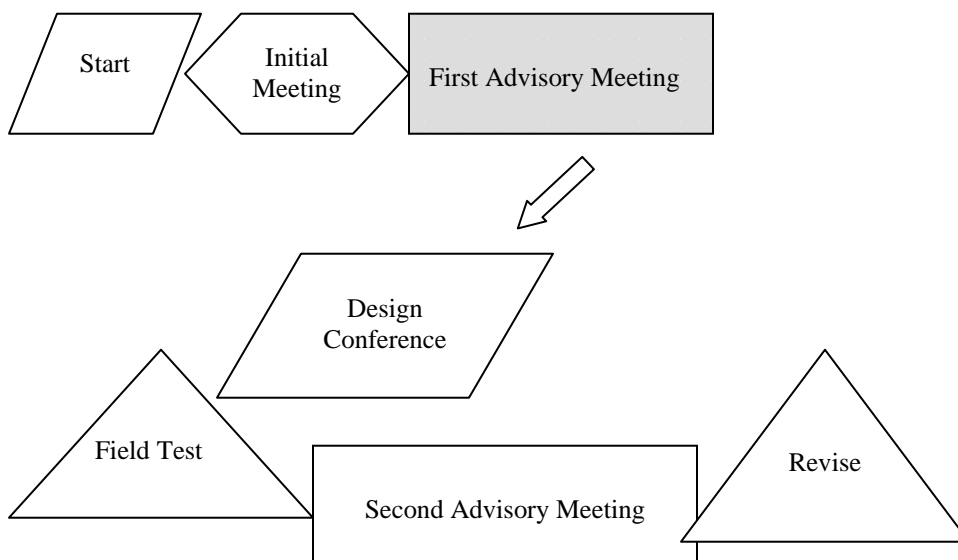 Start
Initial
Meeting
First Advisory Meeting
Design
Conference
Field Test
Second Advisory Meeting
Revise